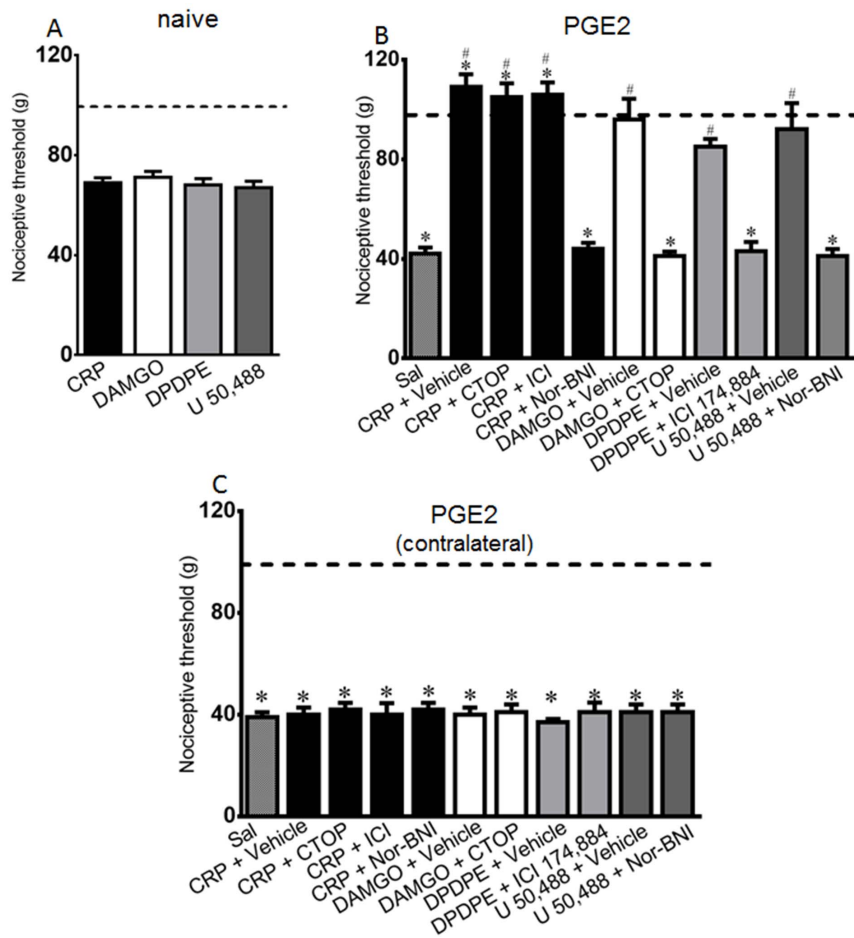 A
naive
Nociceptive threshold (g)
120
80
40
0
CRP
DAMGO
DPDPE
U 50,488
B
PGE2
Nociceptive threshold (g)
120
80
40
0
*
#
*
#
*
#
*
*
#
*
#
*
#
*
Sal
CRP + Vehicle
CRP + CTOP
CRP + ICI
CRP + Nor-BNI
DAMGO + Vehicle
DAMGO + CTOP
DPDPE + Vehicle
DPDPE + ICI 174,884
U 50,488 + Vehicle
U 50,488 + Nor-BNI
C
PGE2
(contralateral)
Nociceptive threshold (g)
120
80
40
0
* * * * * * * * * * *
Sal
CRP + Vehicle
CRP + CTOP
CRP + ICI
CRP + Nor-BNI
DAMGO + Vehicle
DAMGO + CTOP
DPDPE + Vehicle
DPDPE + ICI 174,884
U 50,488 + Vehicle
U 50,488 + Nor-BNI